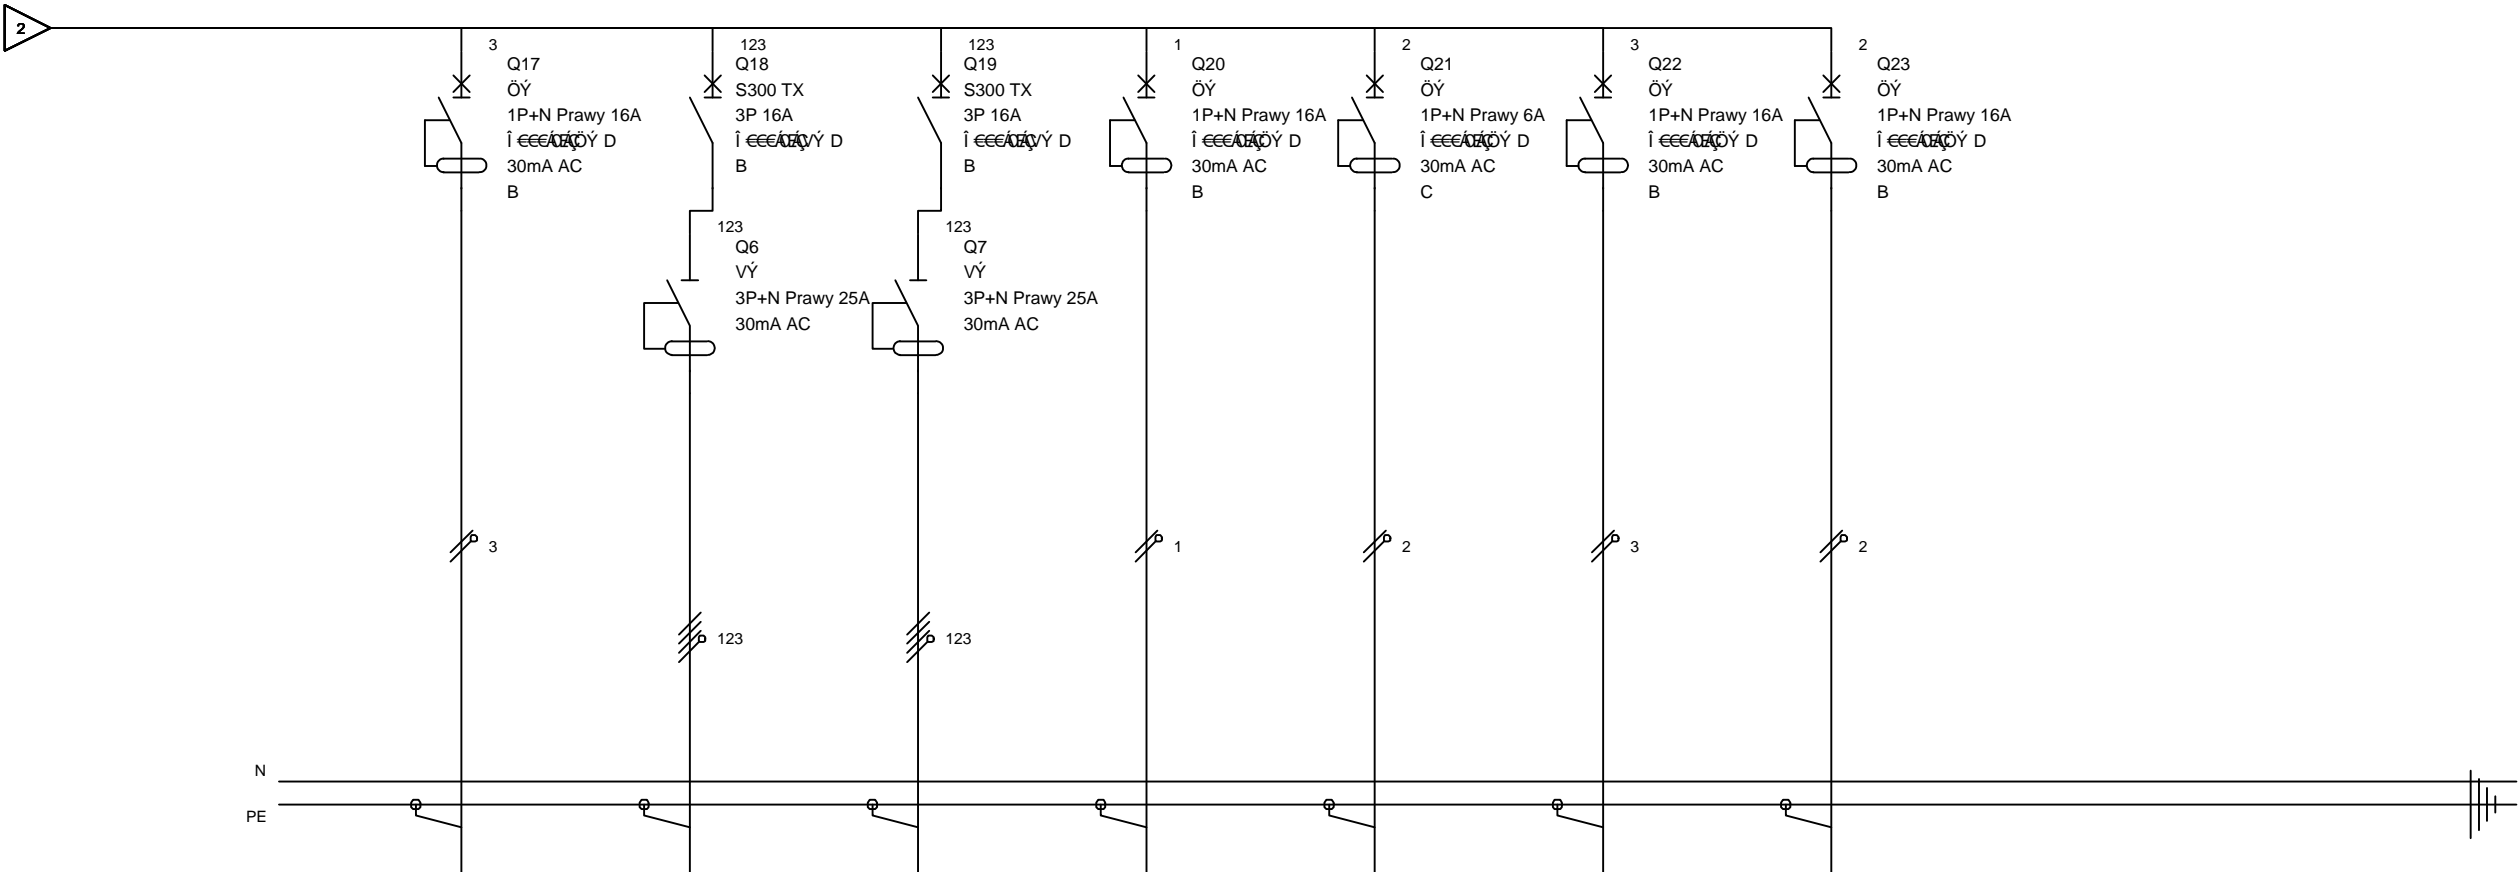 2
3
Q17
ÖÝ
1P+N Prawy 16A
30mA AC
B
123
Q18
S300 TX
3P 16A
B
123
Q19
S300 TX
3P 16A
B
1
Q20
ÖÝ
1P+N Prawy 16A
30mA AC
B
2
Q21
ÖÝ
1P+N Prawy 6A
30mA AC
C
3
Q22
ÖÝ
1P+N Prawy 16A
30mA AC
B
2
Q23
ÖÝ
1P+N Prawy 16A
30mA AC
B
123
Q6
VÝ
3P+N Prawy 25A
30mA AC
123
Q7
VÝ
3P+N Prawy 25A
30mA AC
3
1
2
3
2
123
123
N
PE